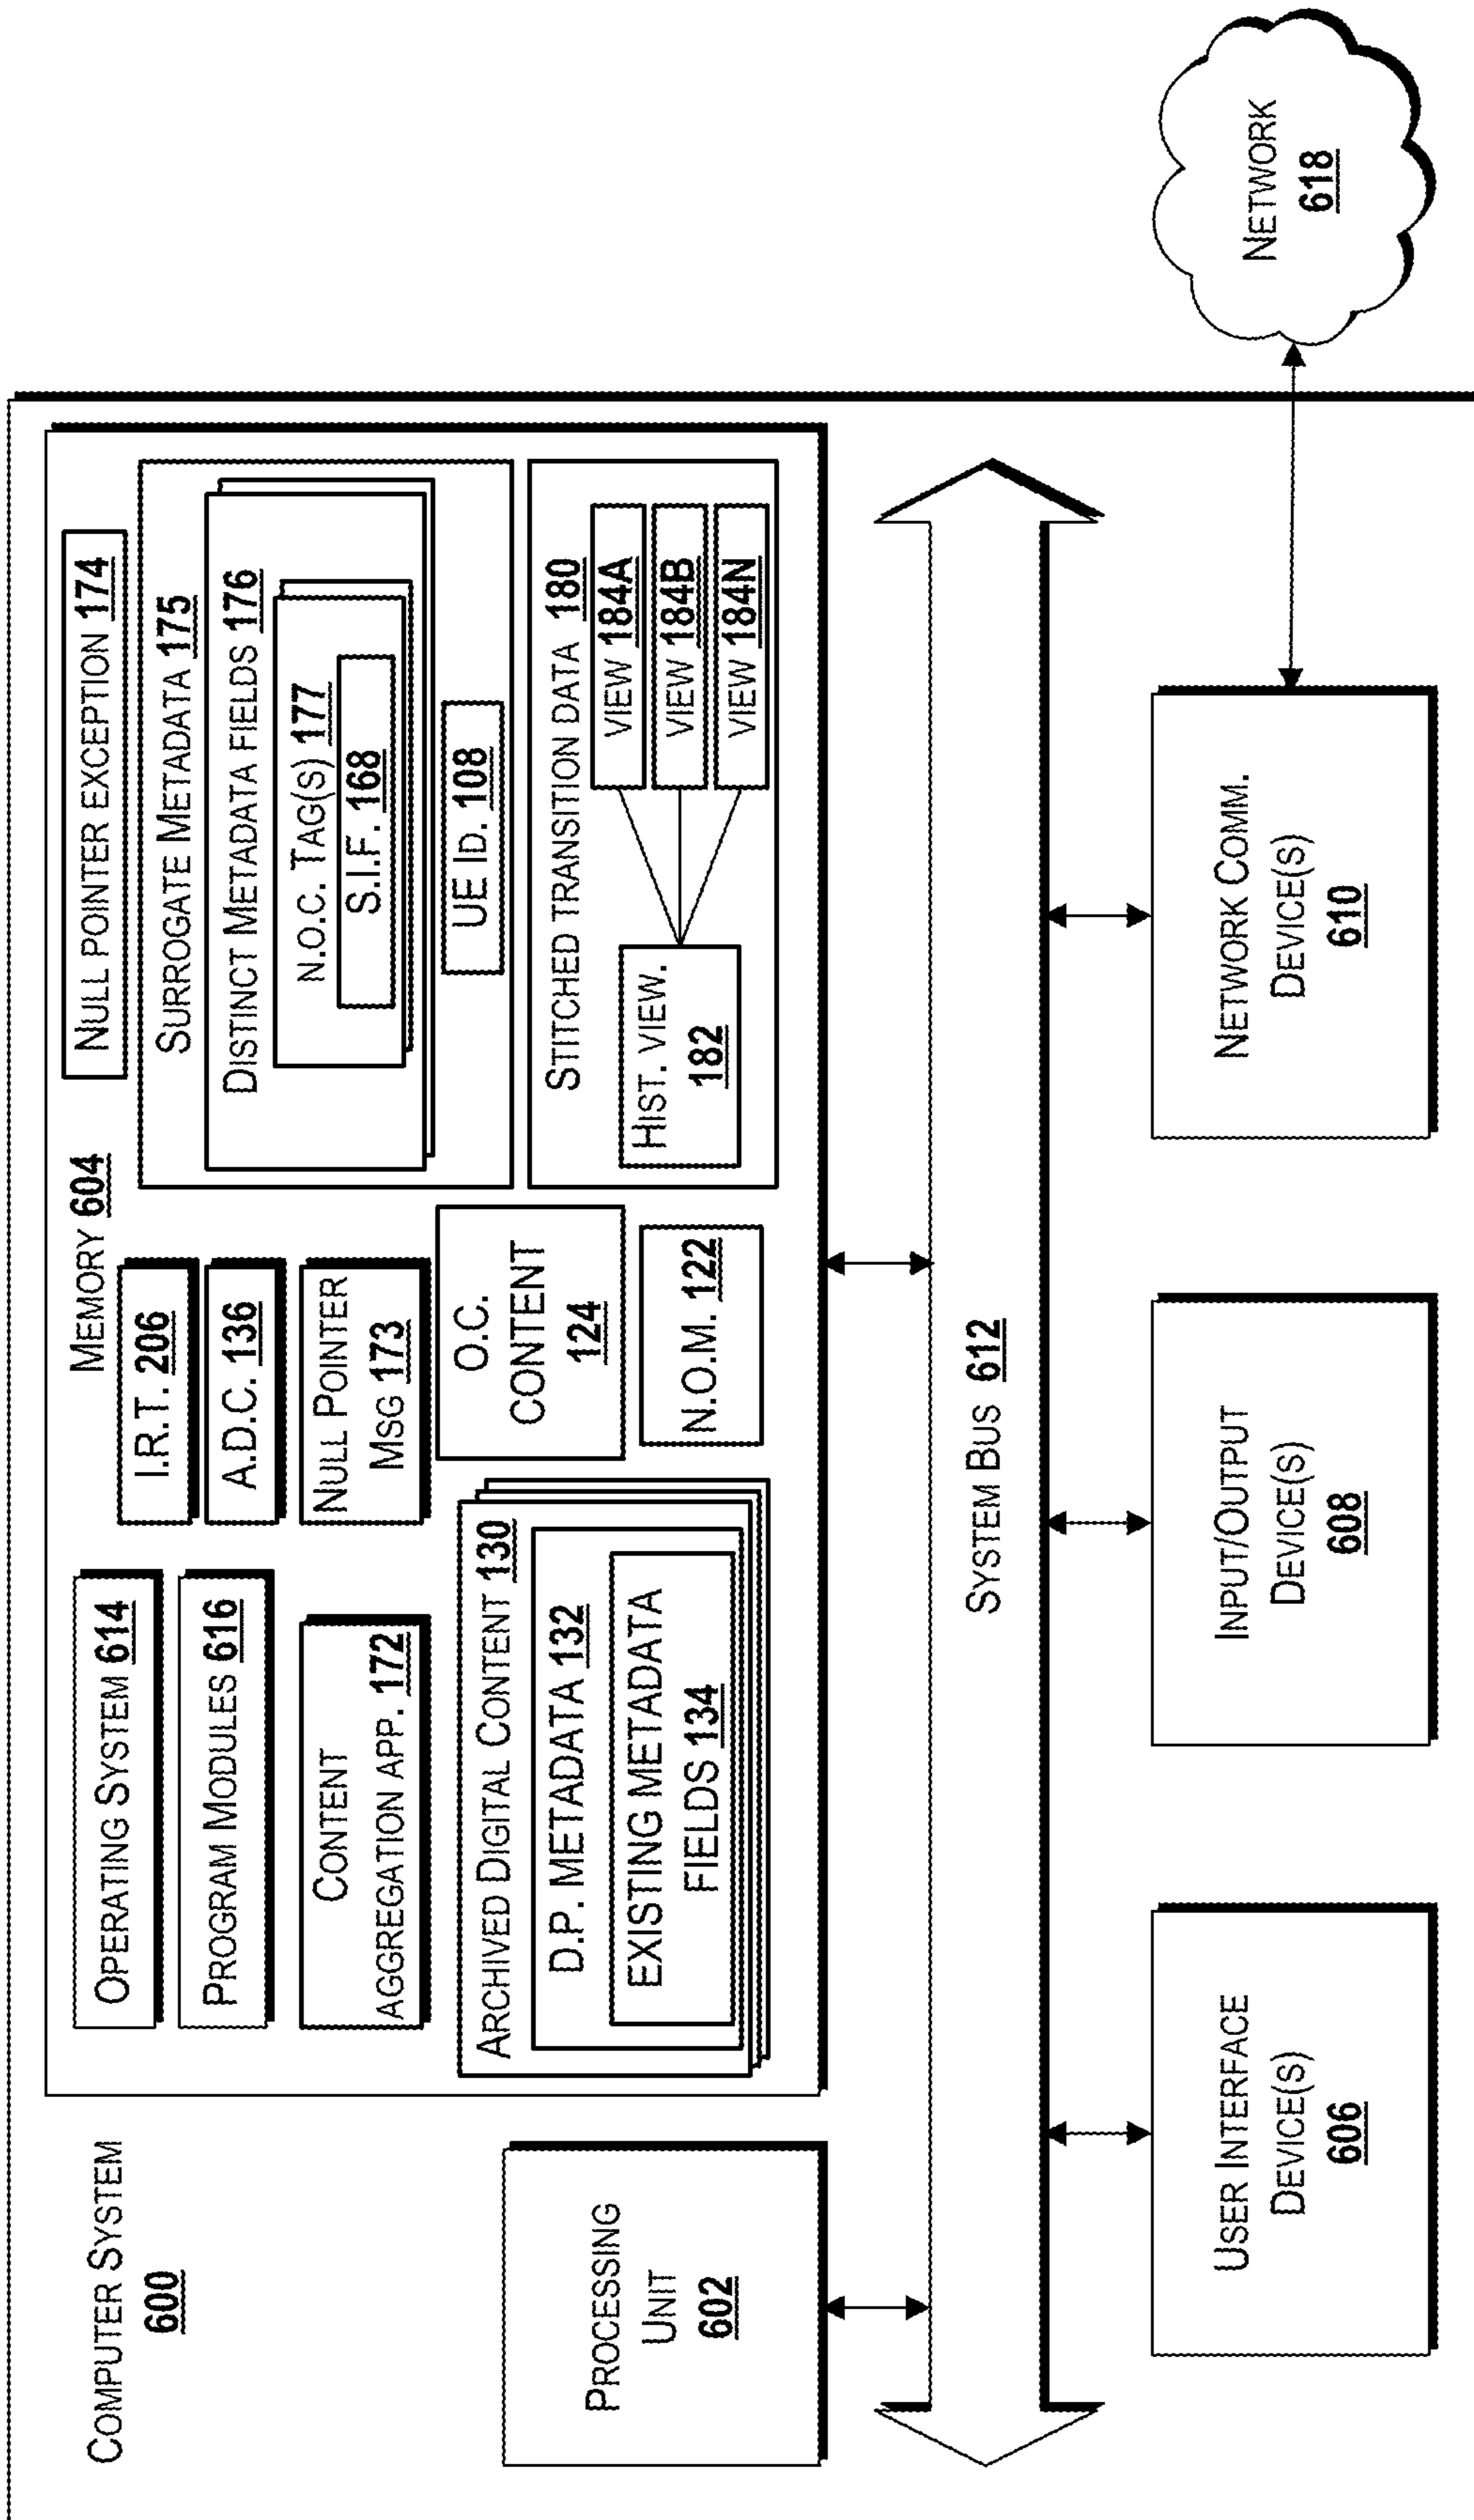 COMPUTER SYSTEM
600
PROCESSING
UNIT
602
MEMORY 604
OPERATING SYSTEM 614
PROGRAM MODULES 616
CONTENT
AGGREGATION APP. 172
ARCHIVED DIGITAL CONTENT 130
D.P. METADATA 132
EXISTING METADATA
FIELDS 134
I.R.T. 206
A.D.C. 136
NULL POINTER
MSG 173
O.C.
CONTENT
124
N.O.M. 122
NULL POINTER EXCEPTION 174
SURROGATE METADATA 175
DISTINCT METADATA FIELDS 176
N.O.C. TAG(S) 177
S.I.F. 168
UE ID. 108
STITCHED TRANSITION DATA 180
HIST. VIEW.
182
VIEW 184A
VIEW 184B
VIEW 184N
SYSTEM BUS 612
USER INTERFACE
DEVICE(S)
606
INPUT/OUTPUT
DEVICE(S)
608
NETWORK COMM.
DEVICE(S)
610
NETWORK
618